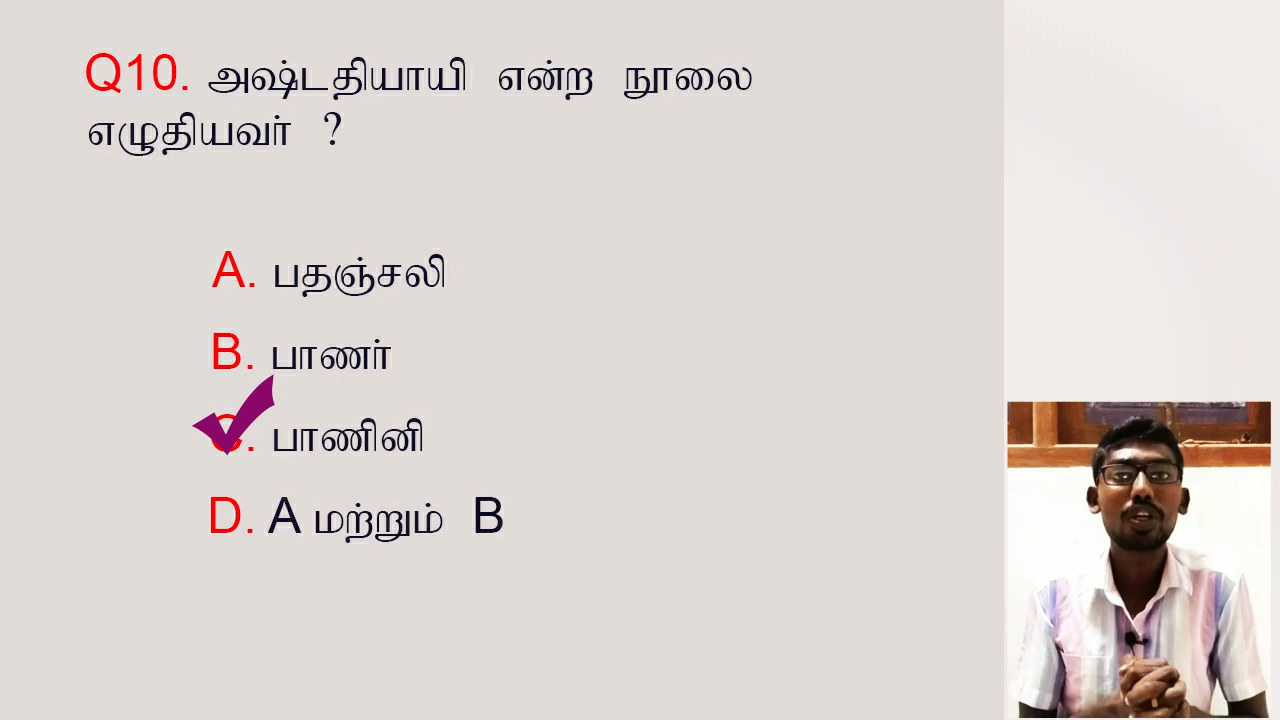 Q10. அஷ்டதியாயி என்ற நூலை
எழுதியவர் ?
A. பதஞ்சலி
B. பாணர்
C. பாணினி
D. A மற்றும் B